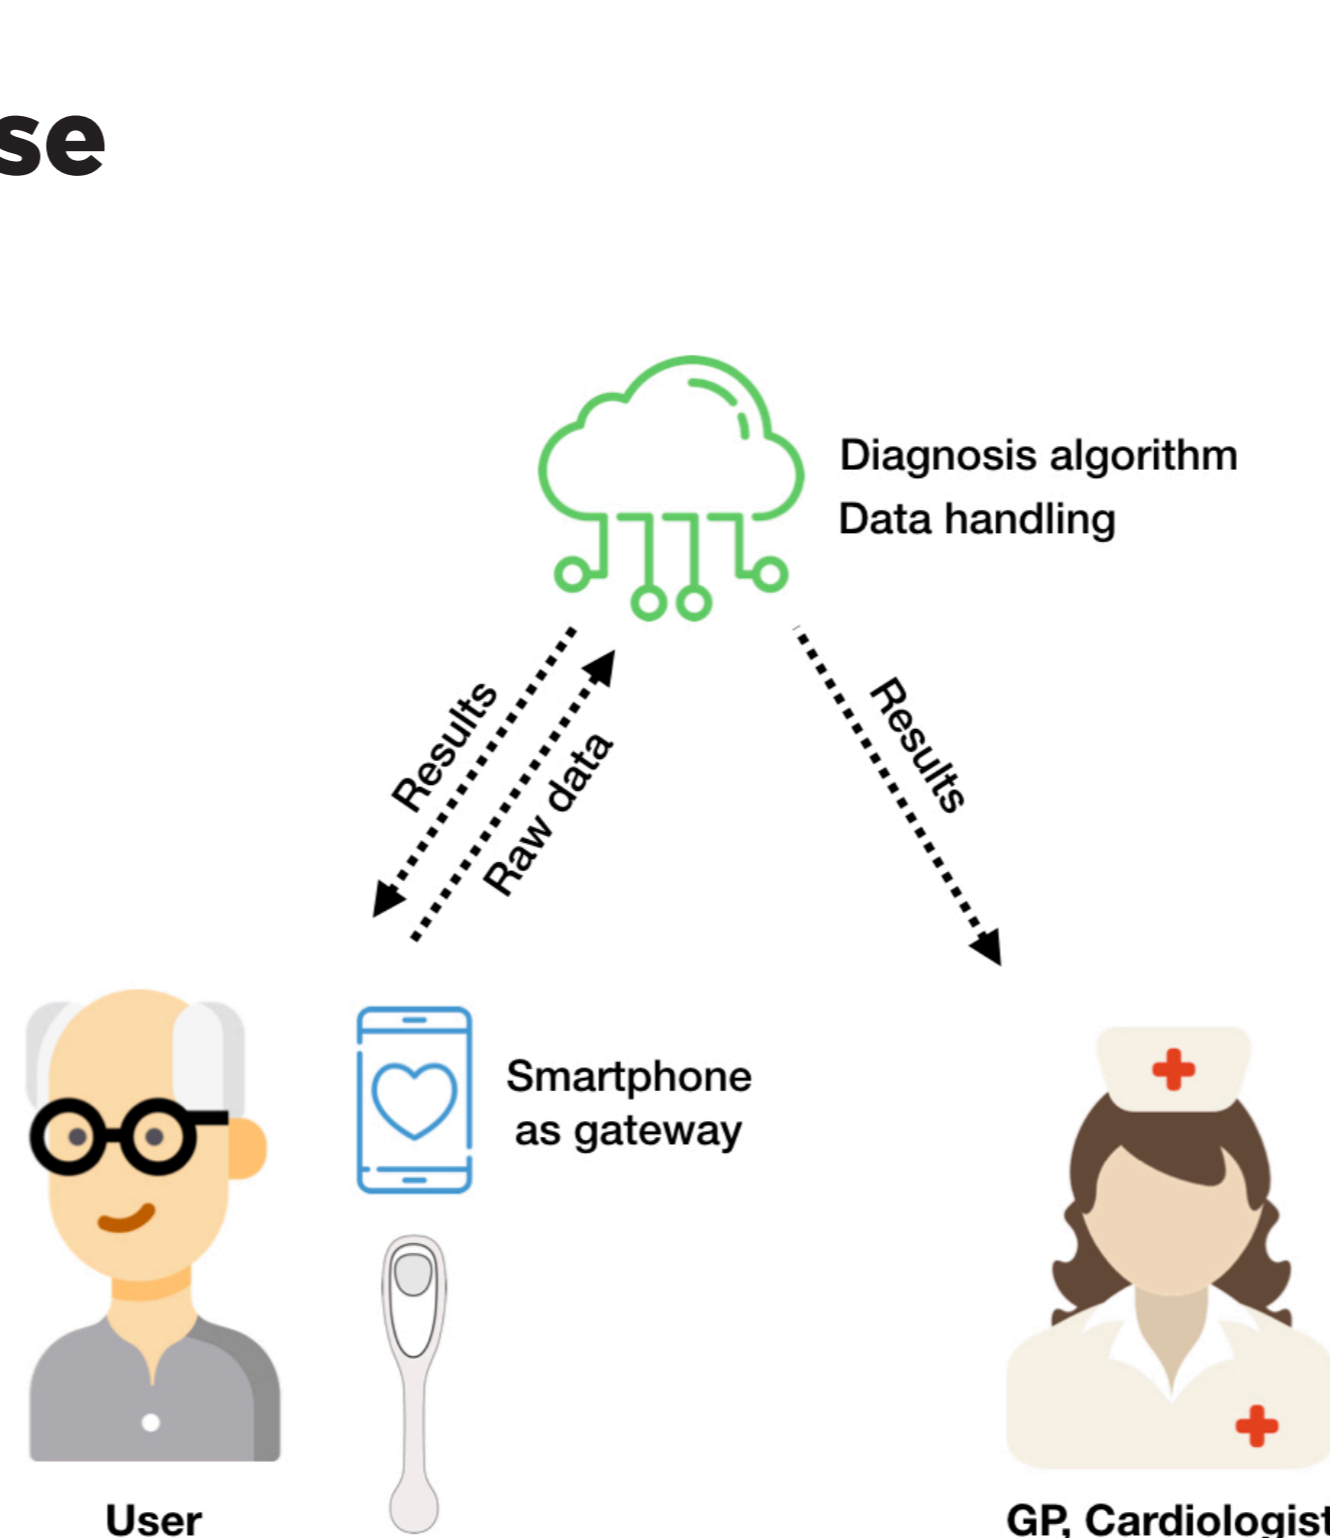 se
Diagnosis algorithm
Data handling
Results
Raw data
Results
Smartphone
as gateway
User
GP, Cardiologist